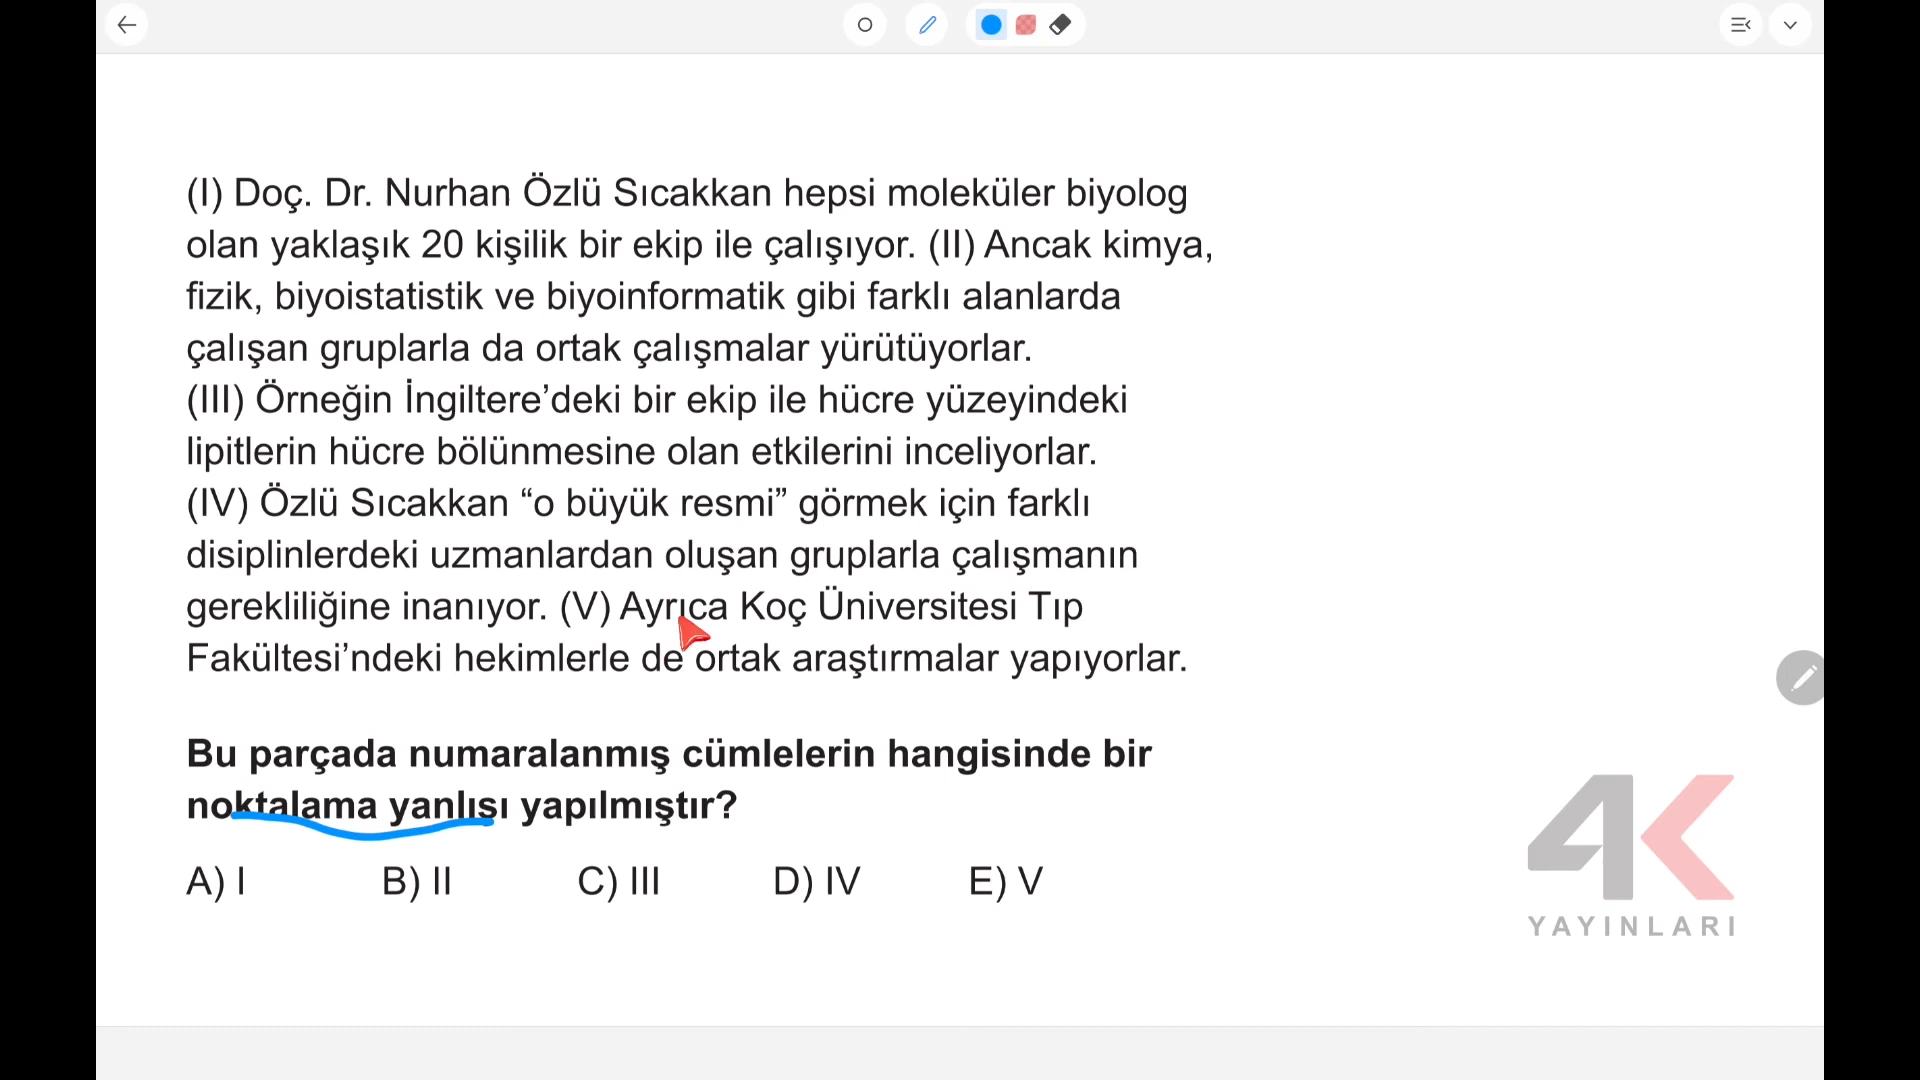 (I) Doç. Dr. Nurhan Özlü Sıcakkan hepsi moleküler biyolog
olan yaklaşık 20 kişilik bir ekip ile çalışıyor. (II) Ancak kimya,
fizik, biyoistatistik ve biyoinformatik gibi farklı alanlarda
çalışan gruplarla da ortak çalışmalar yürütüyorlar.
(III) Örneğin İngiltere’deki bir ekip ile hücre yüzeyindeki
lipitlerin hücre bölünmesine olan etkilerini inceliyorlar.
(IV) Özlü Sıcakkan “o büyük resmi” görmek için farklı
disiplinlerdeki uzmanlardan oluşan gruplarla çalışmanın
gerekliliğine inanıyor. (V) Ayrıca Koç Üniversitesi Tıp
Fakültesi’ndeki hekimlerle de ortak araştırmalar yapıyorlar.
Bu parçada numaralanmış cümlelerin hangisinde bir
noktalama yanlışı yapılmıştır?
A) I B) II C) III D) IV E) V
4K
YAYINLARI